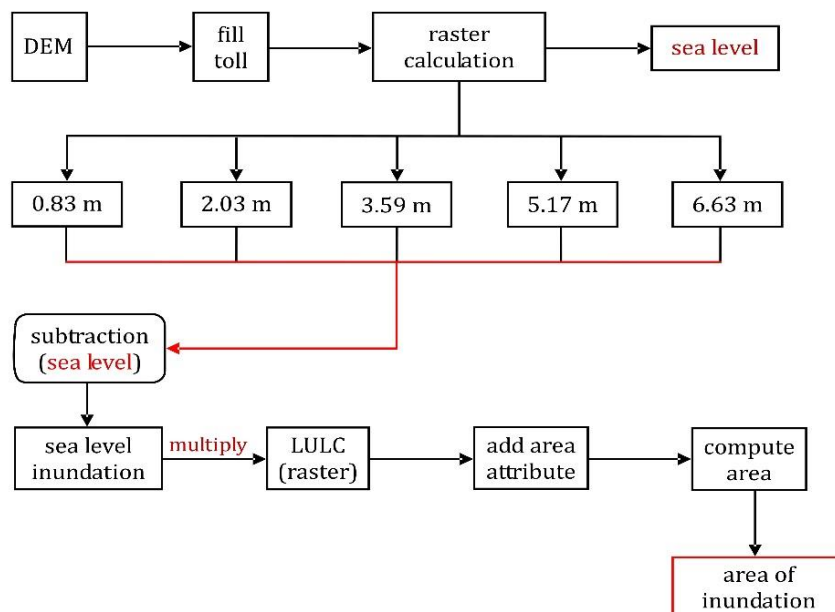 DEM
fill
toll
raster
calculation
sea level
0.83 m
2.03 m
3.59 m
5.17 m
6.63 m
subtraction
(sea level)
sea level
inundation
multiply
LULC
(raster)
add area
attribute
compute
area
area of
inundation